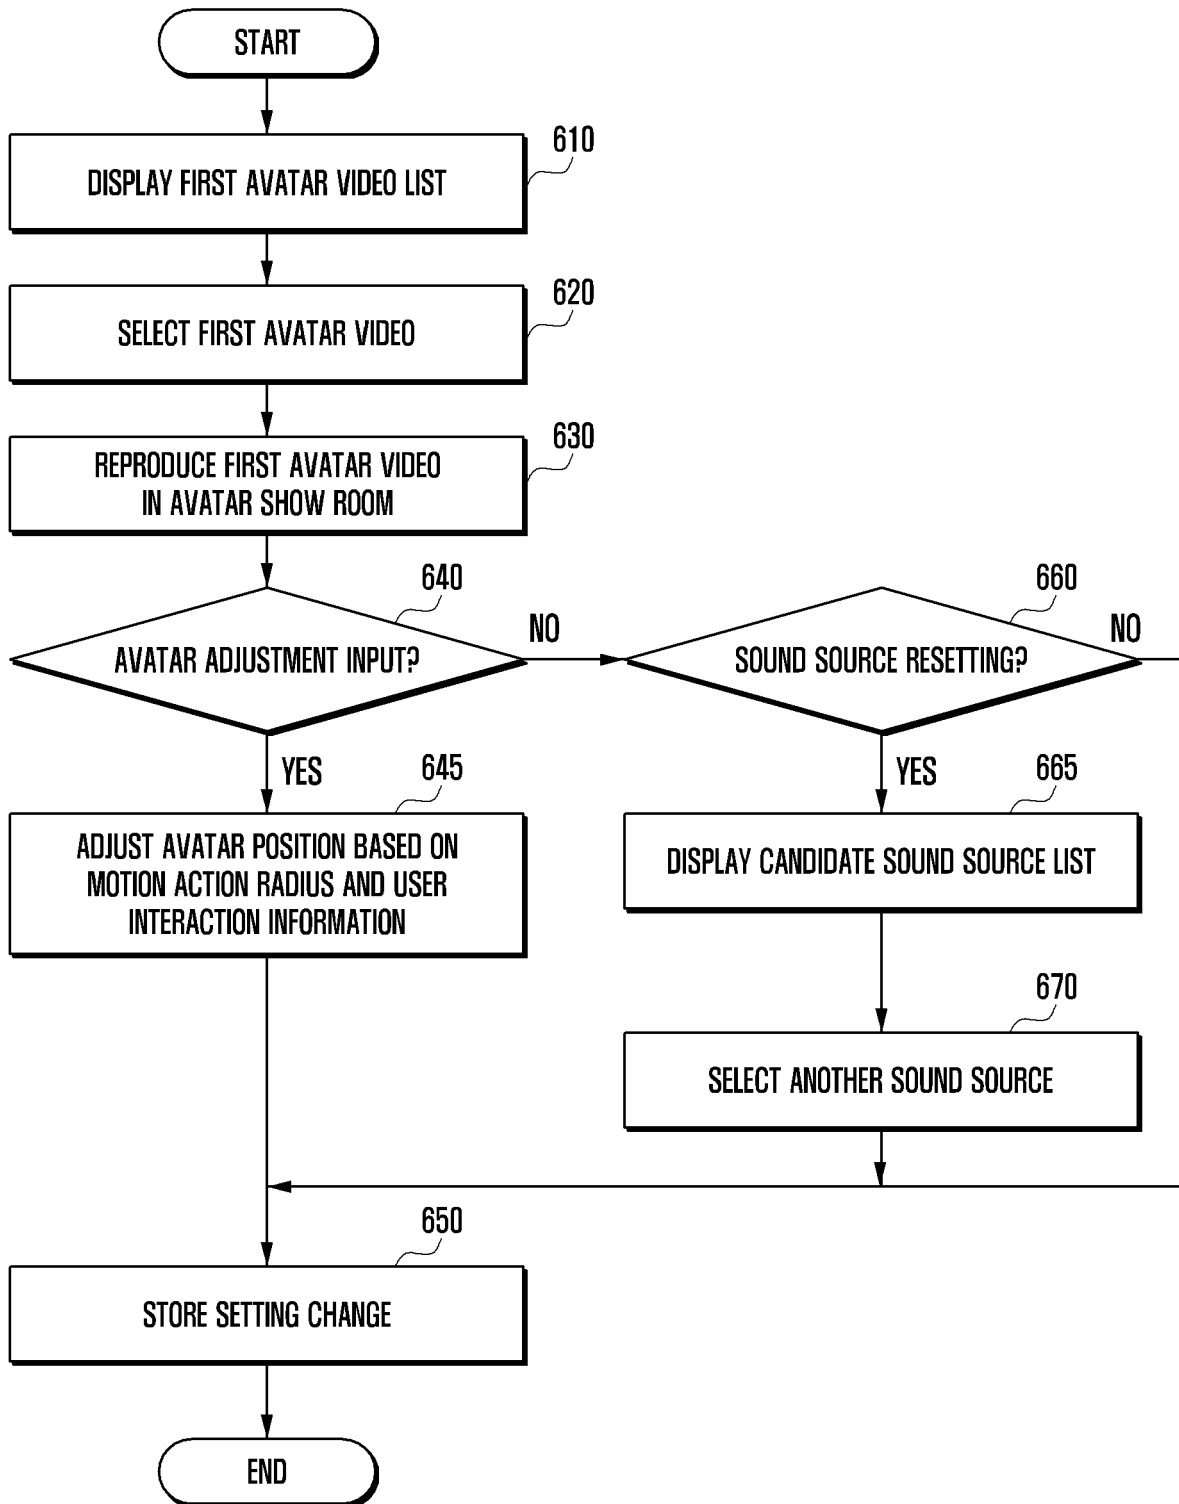 START
610
DISPLAY FIRST AVATAR VIDEO LIST
620
SELECT FIRST AVATAR VIDEO
630
REPRODUCE FIRST AVATAR VIDEO
IN AVATAR SHOW ROOM
640
AVATAR ADJUSTMENT INPUT?
NO
660
SOUND SOURCE RESETTING?
NO
YES
645
ADJUST AVATAR POSITION BASED ON
MOTION ACTION RADIUS AND USER
INTERACTION INFORMATION
YES
665
DISPLAY CANDIDATE SOUND SOURCE LIST
670
SELECT ANOTHER SOUND SOURCE
650
STORE SETTING CHANGE
END